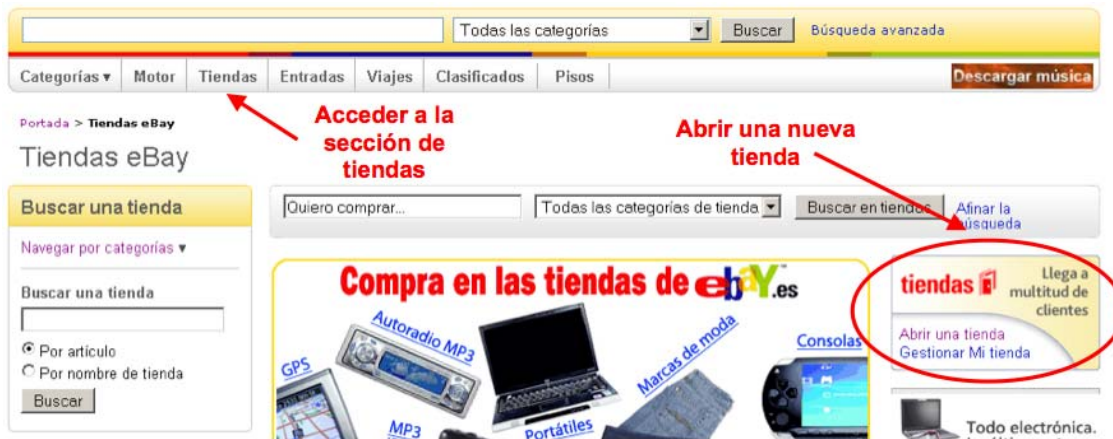 Todas las categorías Buscar Búsqueda avanzada
Categorías Motor Tiendas Entradas Viajes Clasificados Pisos Descargar música
Portada > Tiendas eBay
Tiendas eBay
Acceder a la
sección de
tiendas
Abrir una nueva
tienda
Buscar una tienda
Navegar por categorías
Buscar una tienda
Por artículo
Por nombre de tienda
Buscar
Quiero comprar... Todas las categorías de tienda Buscar en tiendas Afinar la
búsqueda
Compra en las tiendas de ebaY.es
Autoradio MP3
GPS
MP3
Portátiles
Marcas de moda
Consolas
tiendas Llega a
multitud de
clientes
Abrir una tienda
Gestionar Mi tienda
Todo electrónica.